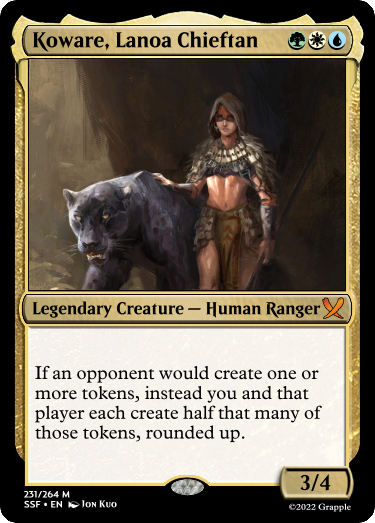 Koware, Lanoa Chieftan
Legendary Creature — Human Ranger
If an opponent would create one or
more tokens, instead you and that
player each create half that many of
those tokens, rounded up.
3/4
231/264 M
SSF • EN Jon Kuo
©2022 Grapple